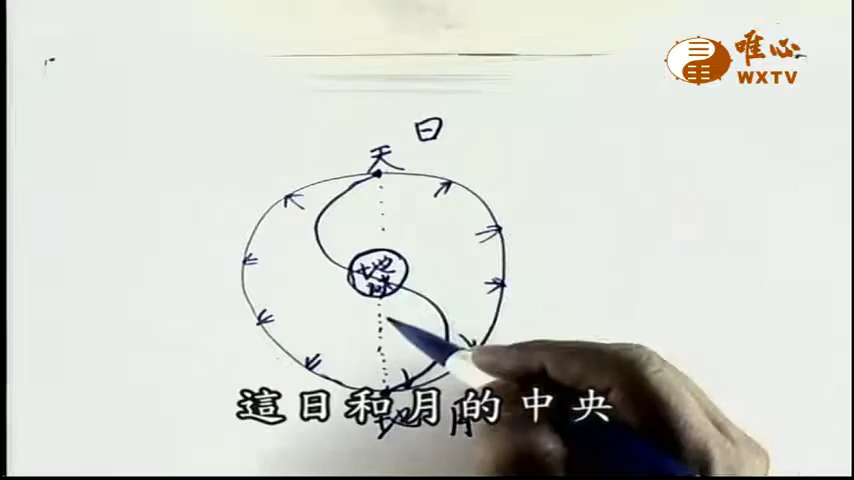 唯心
WXTV
日
天
地球
這日和月的中央
地 月